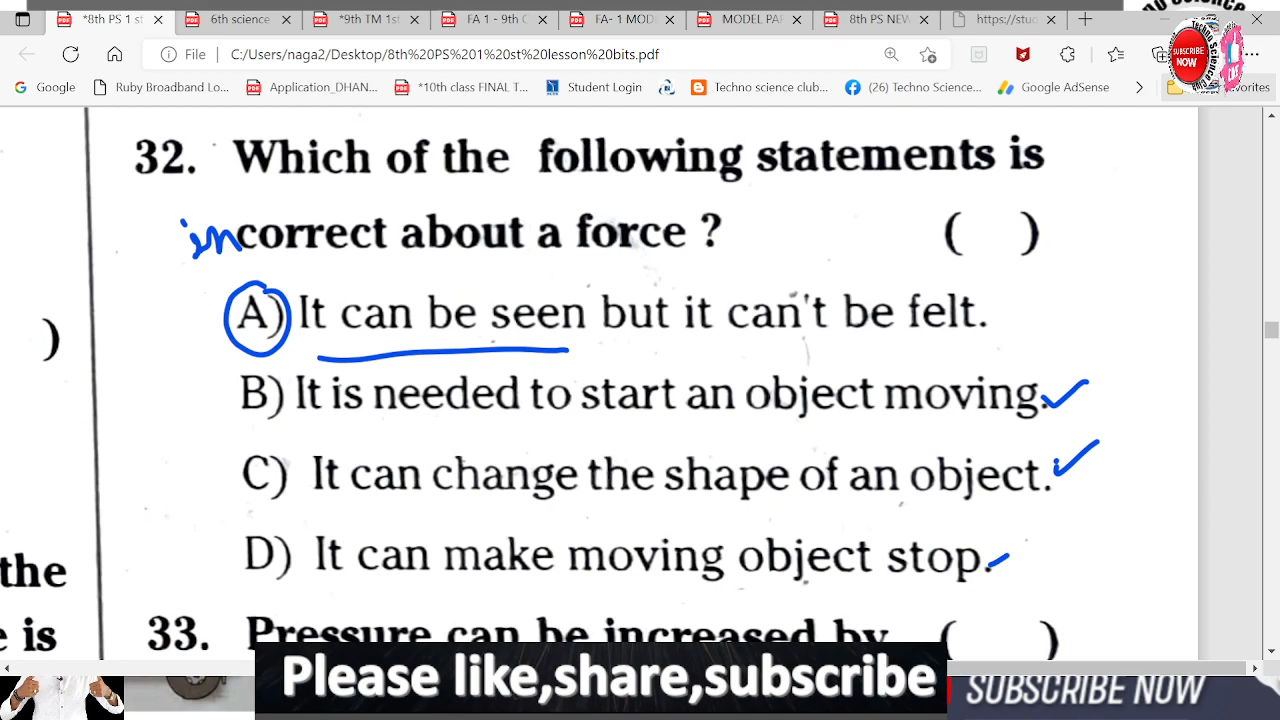 *8th PS 1 st
6th science
*9th TM 1st
FA 1 - 9th C
FA- 1 MOD
MODEL PA
8th PS NEW
https://stud
File C:/Users/naga2/Desktop/8th%20PS%201%20st%20lesson%20bits.pdf
SUBSCRIBE NOW
Google
Ruby Broadband Lo...
Application_DHAN...
*10th class FINAL T...
Student Login
Techno science club...
(26) Techno Science...
Google AdSense
32. Which of the following statements is
incorrect about a force ? ( )
A) It can be seen but it can't be felt.
) B) It is needed to start an object moving.
C) It can change the shape of an object.
the D) It can make moving object stop.
e is 33. Pressure can be increased by ( )
Please like,share,subscribe
SUBSCRIBE NOW